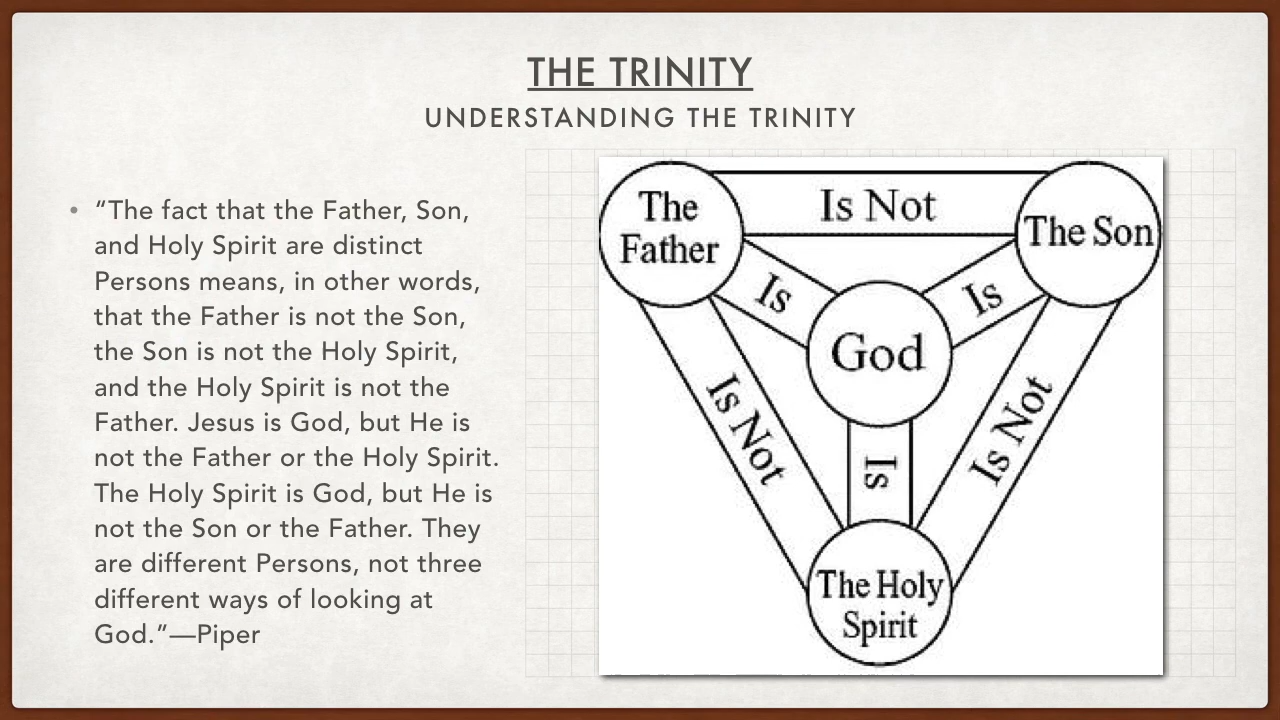 THE TRINITY
UNDERSTANDING THE TRINITY
• “The fact that the Father, Son,
and Holy Spirit are distinct
Persons means, in other words,
that the Father is not the Son,
the Son is not the Holy Spirit,
and the Holy Spirit is not the
Father. Jesus is God, but He is
not the Father or the Holy Spirit.
The Holy Spirit is God, but He is
not the Son or the Father. They
are different Persons, not three
different ways of looking at
God.”—Piper
The
Father
Is Not
The Son
Is
Is
God
Is Not
Is
Is Not
The Holy
Spirit